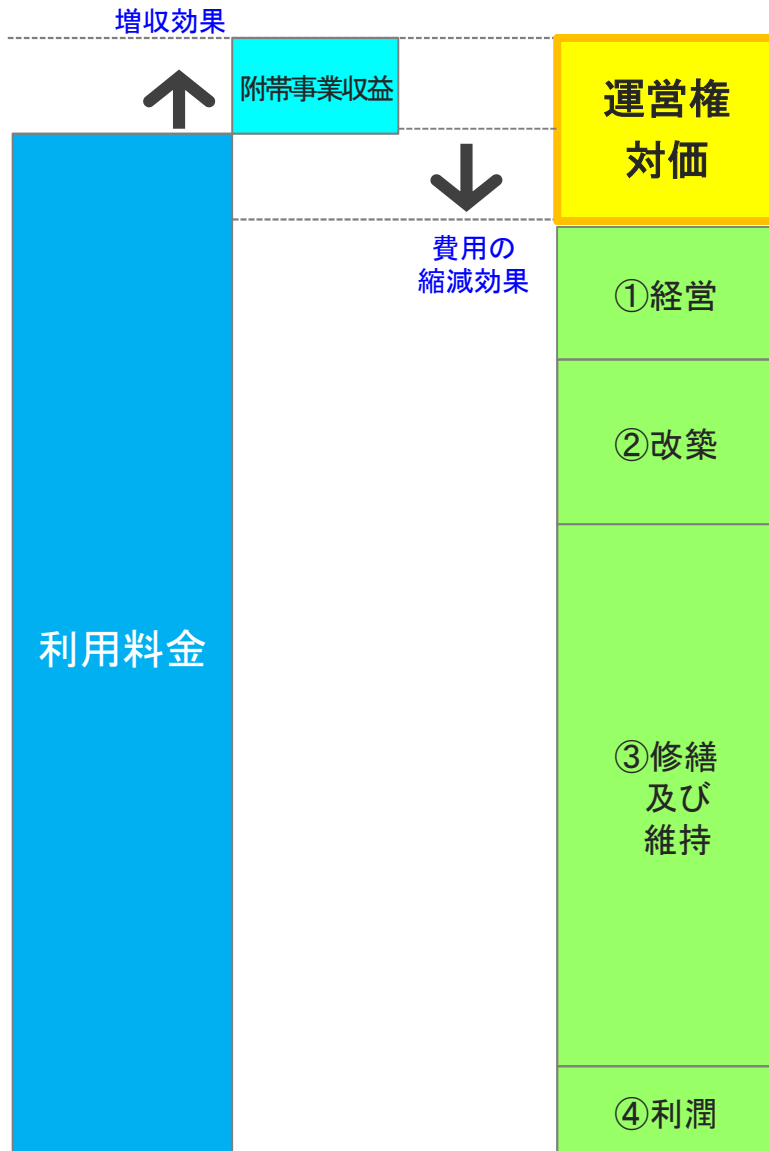 増収効果
附帯事業収益
運営権
対価
費用の
縮減効果
①経営
②改築
利用料金
③修繕
及び
維持
④利潤